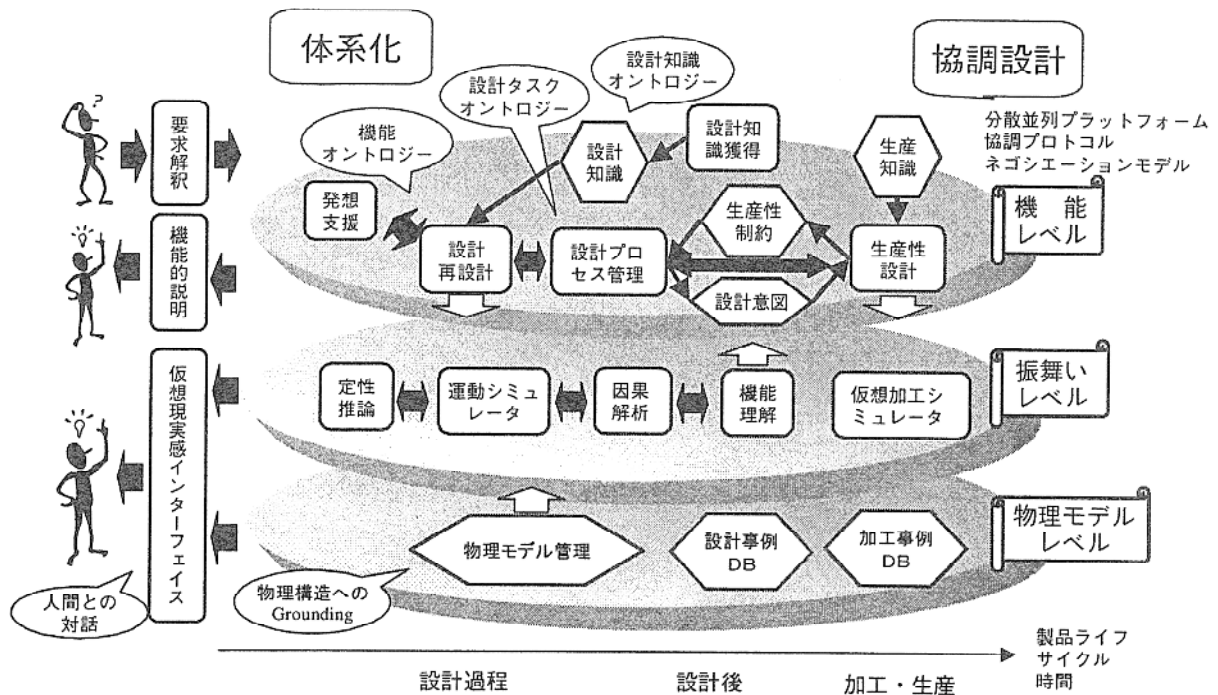 体系化
協調設計
設計知識
オントロジー
設計タスク
オントロジー
機能
オントロジー
分散並列プラットフォーム
協調プロトコル
ネゴシエーションモデル
?
要求解釈
設計
知識
設計知
識獲得
生産
知識
発想
支援
生産性
制約
機 能
レベル
機能的説明
設計
再設計
設計プロ
セス管理
生産性
設計
設計意図
仮想現実感インターフェイス
定性
推論
運動シミュ
レータ
因果
解析
機能
理解
仮想加工シ
ミュレータ
振舞い
レベル
物理モデル管理
設計事例
DB
加工事例
DB
物理モデル
レベル
人間との
対話
物理構造への
Grounding
製品ライフ
サイクル
時間
設計過程
設計後
加工・生産